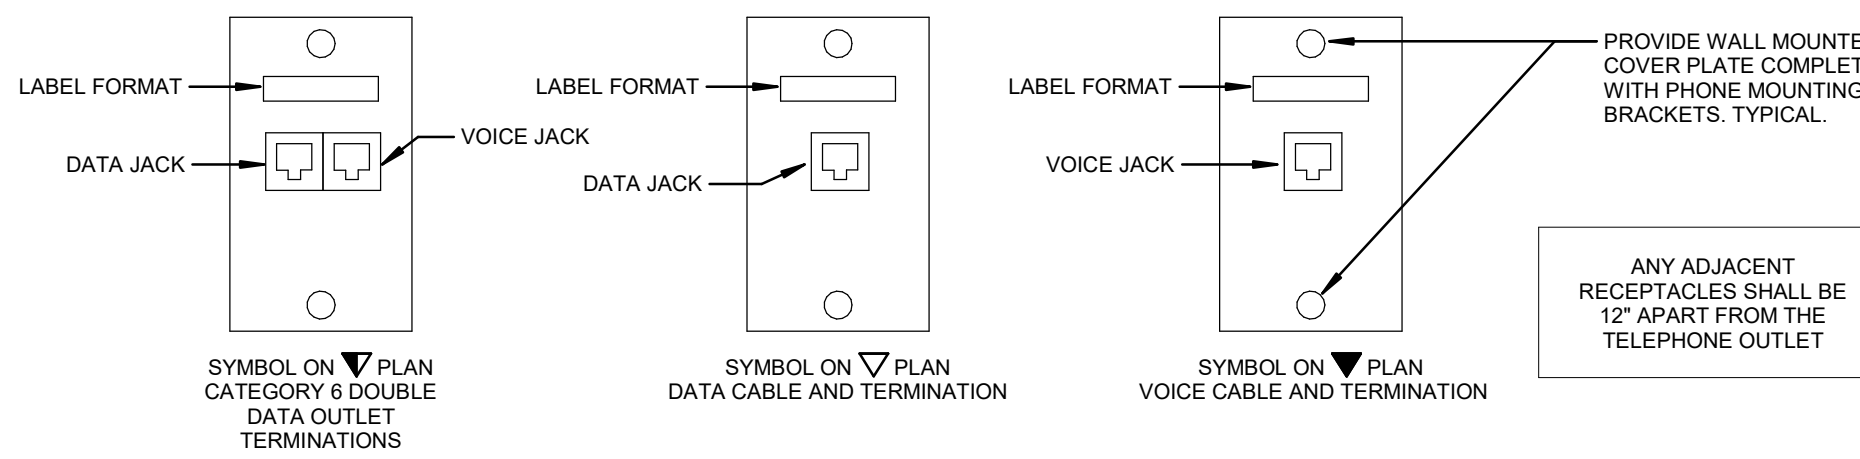 LABEL FORMAT
DATA JACK
VOICE JACK
SYMBOL ON PLAN
CATEGORY 6 DOUBLE
DATA OUTLET
TERMINATIONS
LABEL FORMAT
DATA JACK
SYMBOL ON PLAN
DATA CABLE AND TERMINATION
LABEL FORMAT
VOICE JACK
SYMBOL ON PLAN
VOICE CABLE AND TERMINATION
PROVIDE WALL
COVER PLATE
WITH PHONE MOUNTING
BRACKETS. TYPICAL.
ANY ADJACENT
RECEPTACLES SHALL BE
12" APART FROM THE
TELEPHONE OUTLET